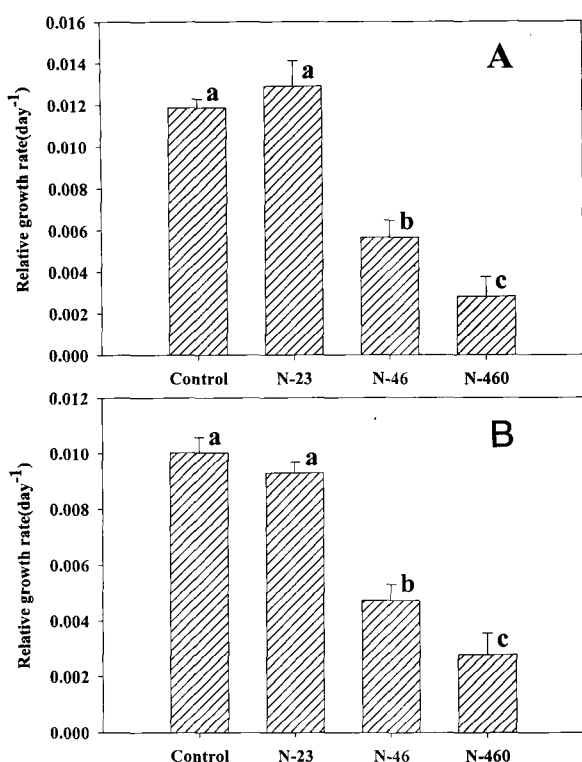 0.016
A
0.014
a
a
0.012
0.010
0.008
0.006
b
0.004
c
0.002
0.000
Relative growth rate(day-1)
Control N-23 N-46 N-460
0.012
B
a
0.010
a
0.008
0.006
b
0.004
c
0.002
0.000
Relative growth rate(day-1)
Control N-23 N-46 N-460